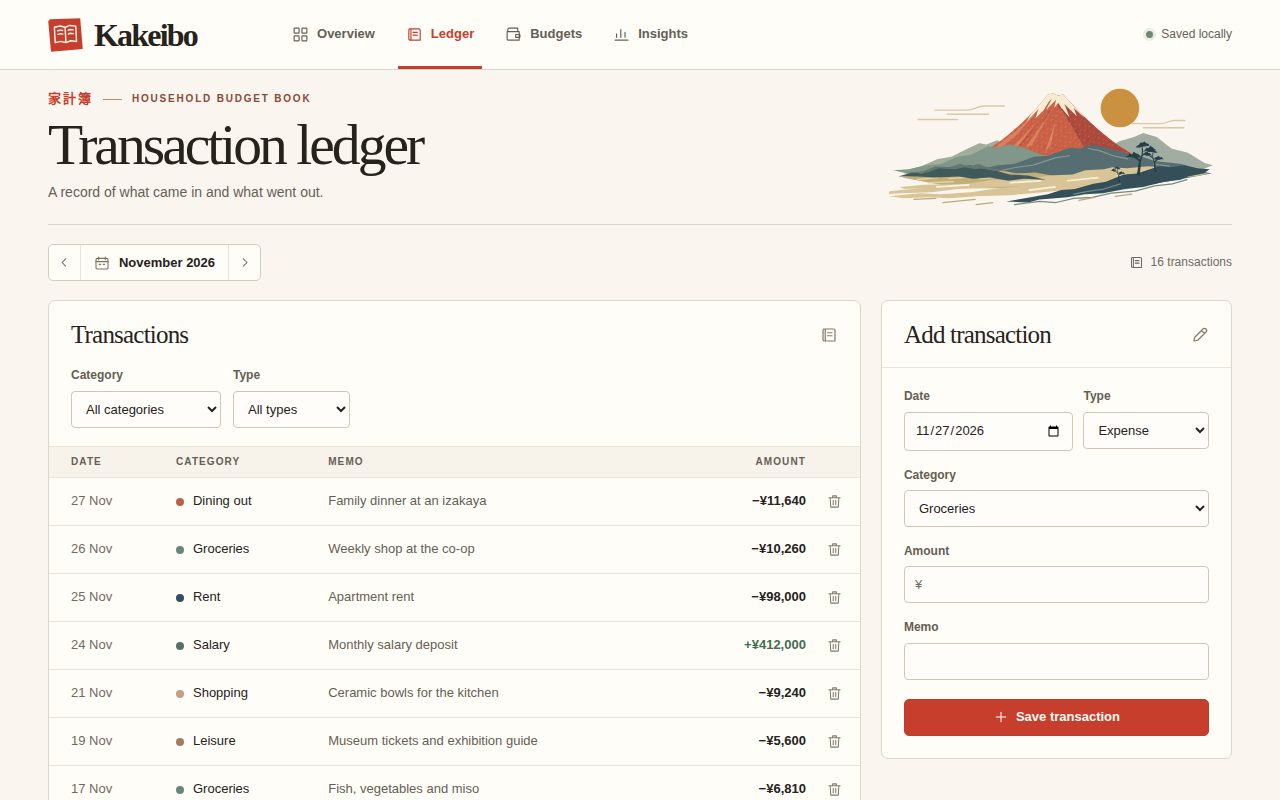 Kakeibo
Overview
Ledger
Budgets
Insights
Saved locally
家計簿 — HOUSEHOLD BUDGET BOOK
Transaction ledger
A record of what came in and what went out.
November 2026
16 transactions
Transactions
Category Type
All categories All types
DATE CATEGORY MEMO AMOUNT
27 Nov Dining out Family dinner at an izakaya −¥11,640
26 Nov Groceries Weekly shop at the co-op −¥10,260
25 Nov Rent Apartment rent −¥98,000
24 Nov Salary Monthly salary deposit +¥412,000
21 Nov Shopping Ceramic bowls for the kitchen −¥9,240
19 Nov Leisure Museum tickets and exhibition guide −¥5,600
17 Nov Groceries Fish, vegetables and miso −¥6,810
Add transaction
Date Type
11/27/2026 Expense
Category
Groceries
Amount
¥
Memo
Save transaction